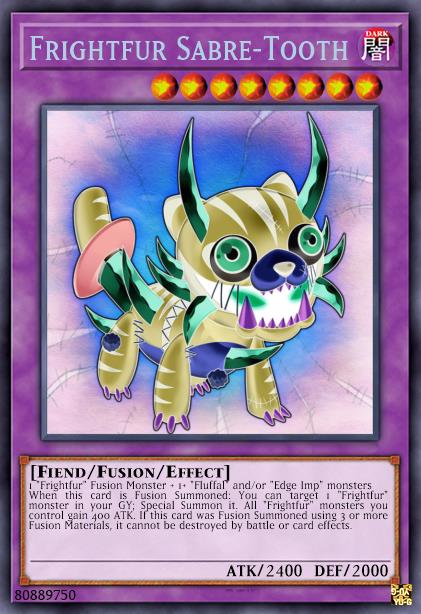 Frightfur Sabre-Tooth
DARK
闇
[Fiend/Fusion/Effect]
1 "Frightfur" Fusion Monster + 1+ "Fluffal" and/or "Edge Imp" monsters
When this card is Fusion Summoned: You can target 1 "Frightfur"
monster in your GY; Special Summon it. All "Frightfur" monsters you
control gain 400 ATK. If this card was Fusion Summoned using 3 or more
Fusion Materials, it cannot be destroyed by battle or card effects.
ATK/2400 DEF/2000
80889750